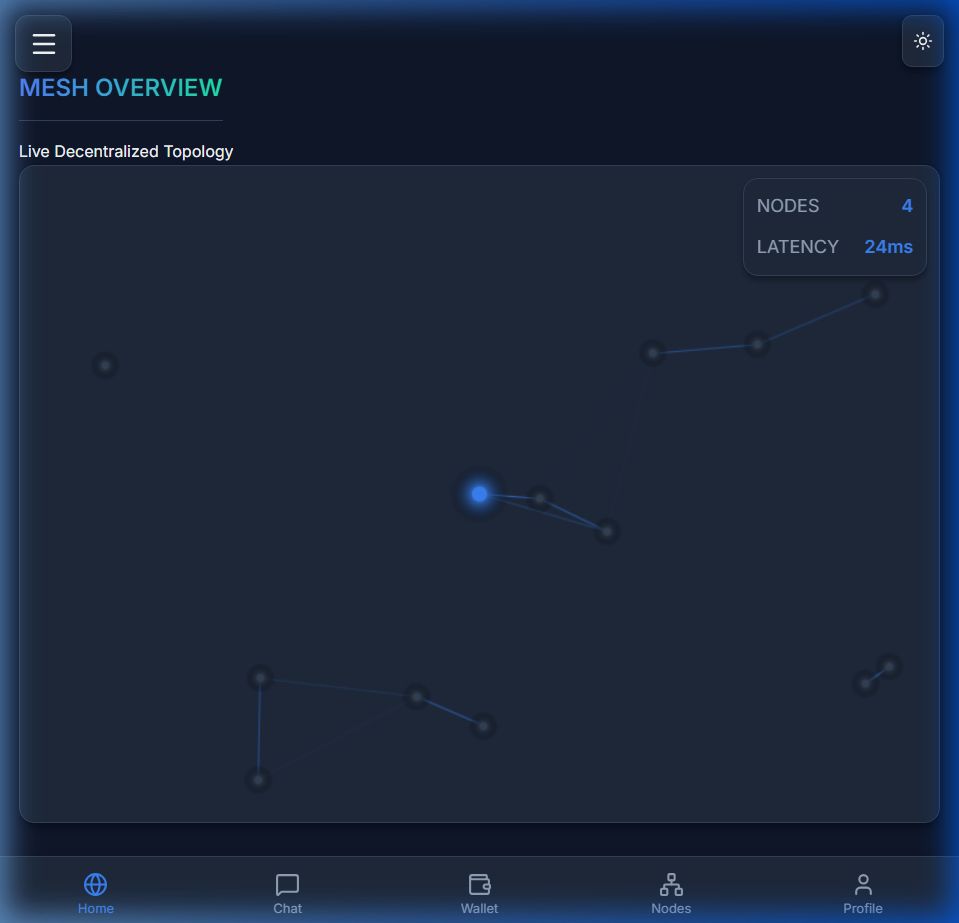 MESH OVERVIEW
Live Decentralized Topology
NODES 4
LATENCY 24ms
Home Chat Wallet Nodes Profile